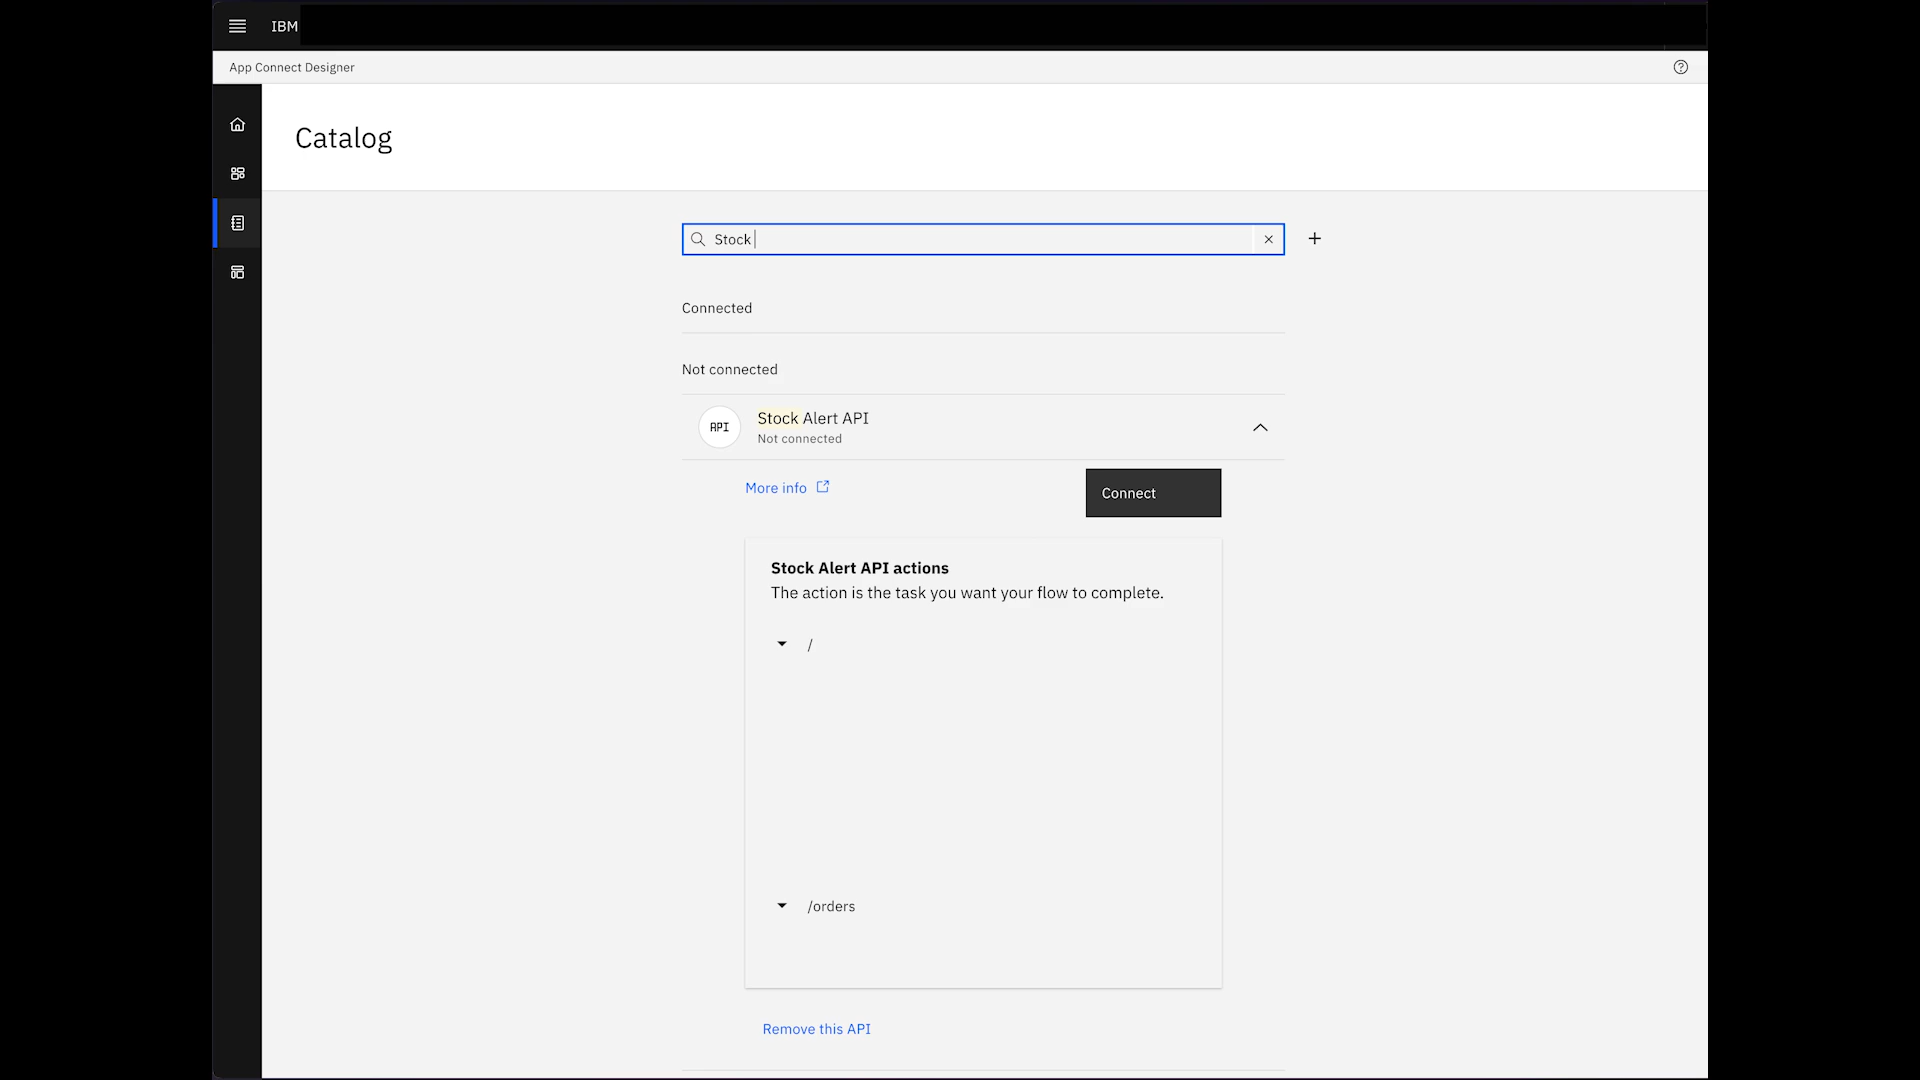 IBM
App Connect Designer
Catalog
Stock
Connected
Not connected
API
Stock Alert API
Not connected
More info
Connect
Stock Alert API actions
The action is the task you want your flow to complete.
/
/orders
Remove this API